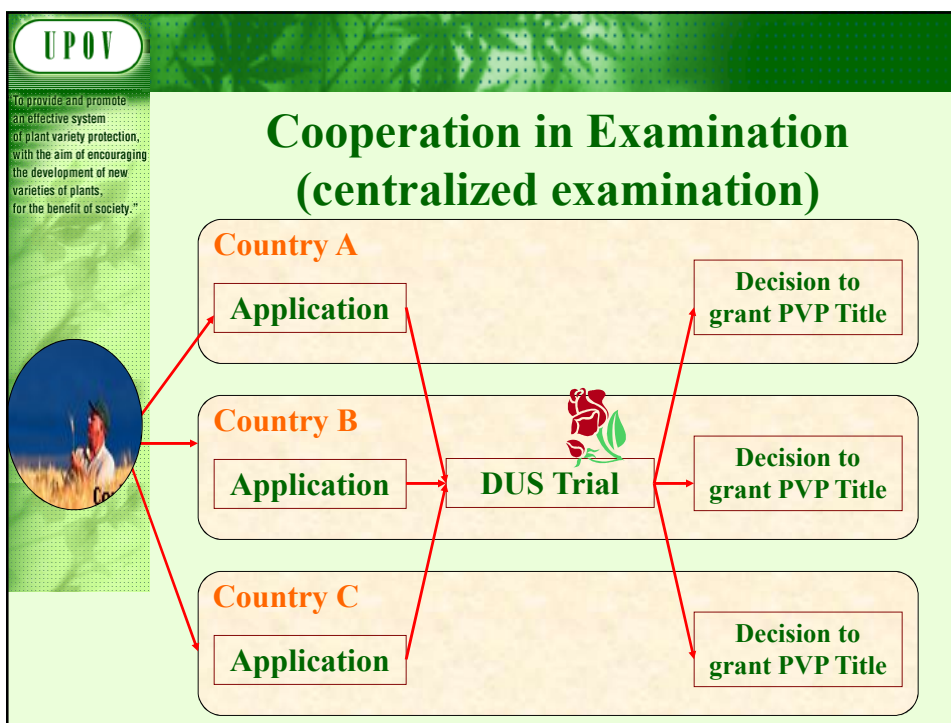 UPOV
"To provide and promote
an effective system
of plant variety protection,
with the aim of encouraging
the development of new
varieties of plants,
for the benefit of society."
Cooperation in Examination
(centralized examination)
Country A
Application
Decision to
grant PVP Title
Country B
Application
DUS Trial
Decision to
grant PVP Title
Country C
Application
Decision to
grant PVP Title